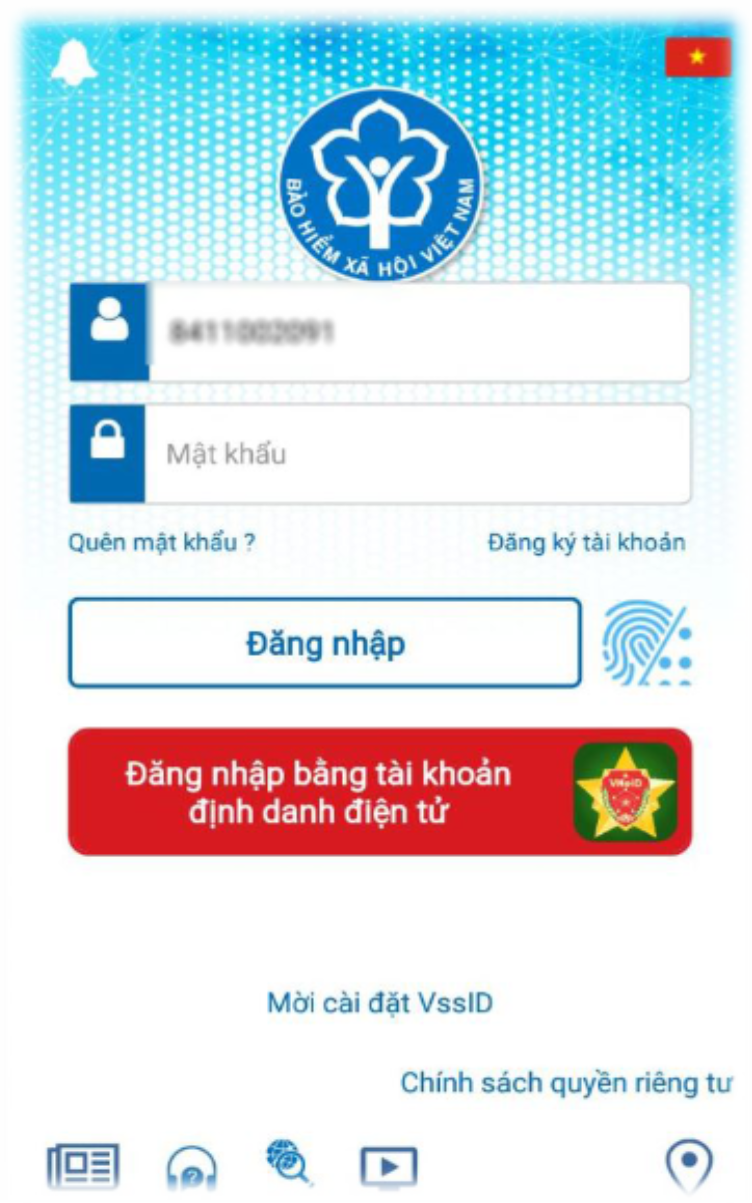 BẢO HIỂM XÃ HỘI VIỆT NAM
Mật khẩu
Quên mật khẩu ?
Đăng ký tài khoản
Đăng nhập
Đăng nhập bằng tài khoản
định danh điện tử
VNeID
Mời cài đặt VssID
Chính sách quyền riêng tư
?